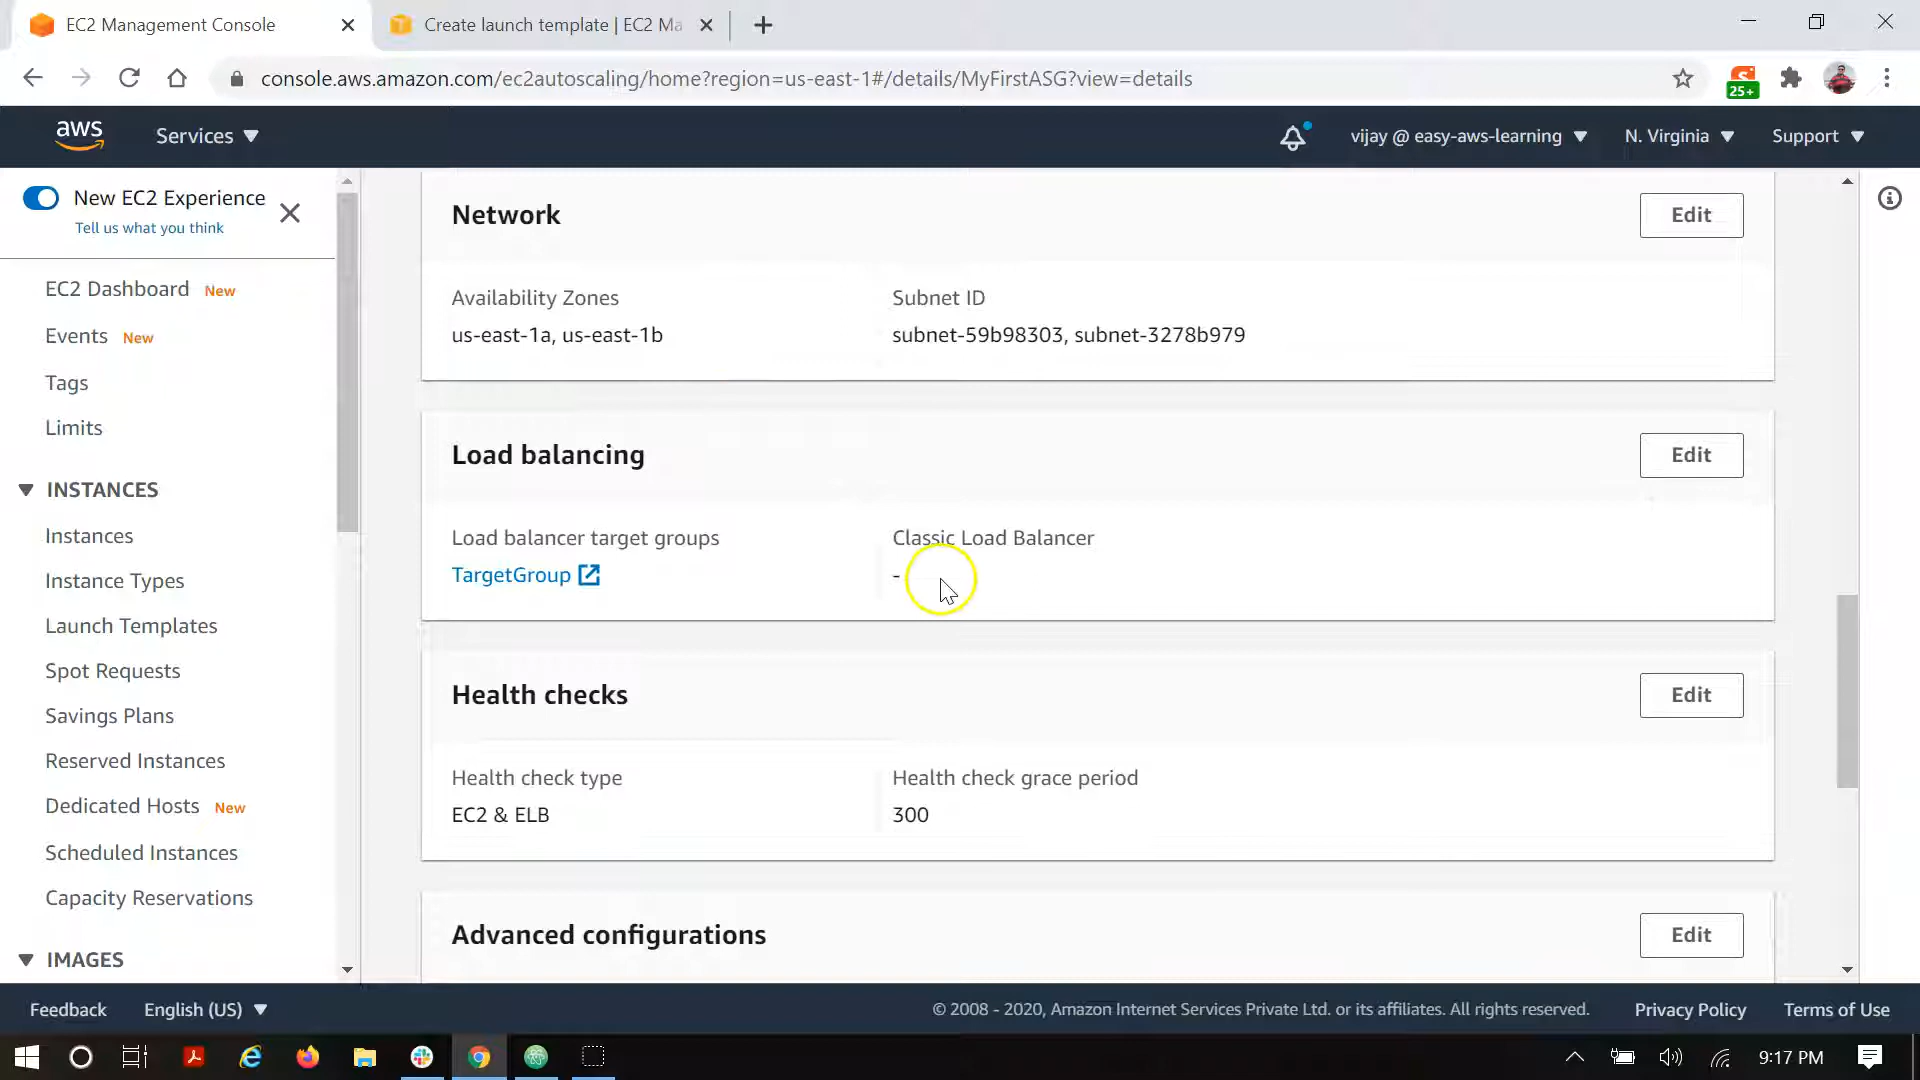 EC2 Management Console
Create launch template | EC2 Ma
console.aws.amazon.com/ec2autoscaling/home?region=us-east-1#/details/MyFirstASG?view=details
25+
aws
Services
vijay @ easy-aws-learning
N. Virginia
Support
New EC2 Experience
Tell us what you think
EC2 Dashboard New
Events New
Tags
Limits
INSTANCES
Instances
Instance Types
Launch Templates
Spot Requests
Savings Plans
Reserved Instances
Dedicated Hosts New
Scheduled Instances
Capacity Reservations
IMAGES
Network
Edit
Availability Zones
us-east-1a, us-east-1b
Subnet ID
subnet-59b98303, subnet-3278b979
Load balancing
Edit
Load balancer target groups
TargetGroup
Classic Load Balancer
-
Health checks
Edit
Health check type
EC2 & ELB
Health check grace period
300
Advanced configurations
Edit
Feedback
English (US)
© 2008 - 2020, Amazon Internet Services Private Ltd. or its affiliates. All rights reserved.
Privacy Policy
Terms of Use
9:17 PM